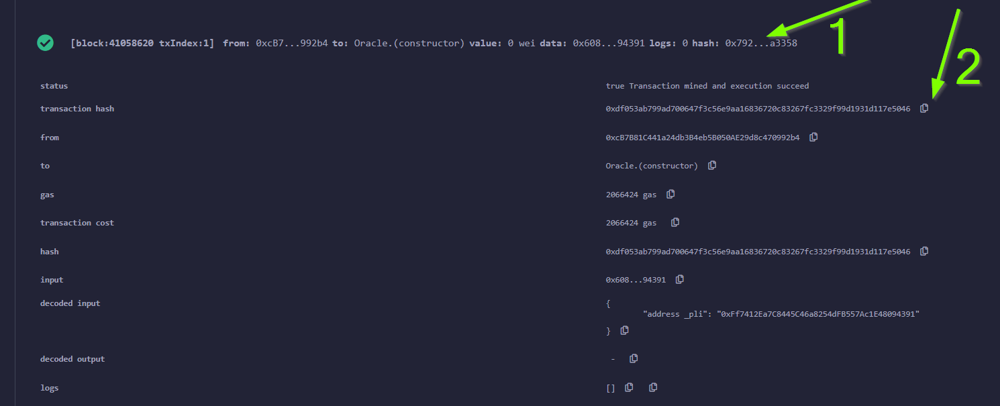 [block:41058620 txIndex:1] from: 0xcB7...992b4 to: Oracle.(constructor) value: 0 wei data: 0x608...94391 logs: 0 hash: 0x792...a3358
1
2
status true Transaction mined and execution succeed
transaction hash 0xdf053ab799ad700647f3c56e9aa16836720c83267fc3329f99d1931d117e5046
from 0xcB7B81C441a24db3B4eb5B050AE29d8c470992b4
to Oracle.(constructor)
gas 2066424 gas
transaction cost 2066424 gas
hash 0xdf053ab799ad700647f3c56e9aa16836720c83267fc3329f99d1931d117e5046
input 0x608...94391
decoded input {
"address _pli": "0xFf7412Ea7C8445C46a8254dFB557Ac1E48094391"
}
decoded output -
logs []